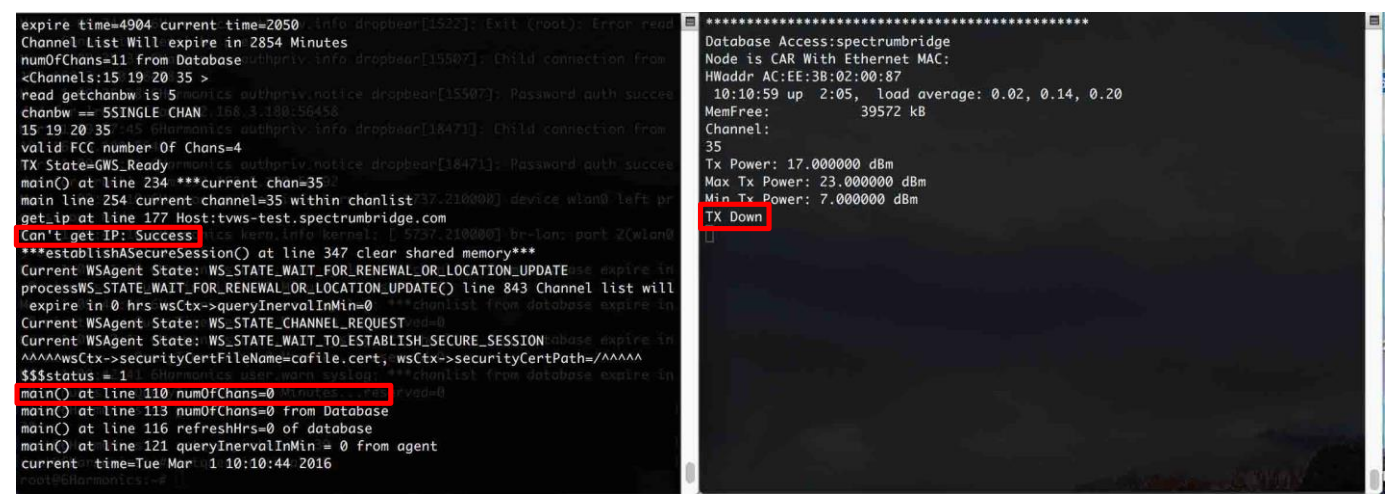 expire time=4904 current time=2050
Channel List Will expire in 2854 Minutes
numOfChans=11 from Database
<Channels:15 19 20 35 >
read getchanbw is 5
chanbw == 5SINGLE CHAN
15 19 20 35
valid FCC number Of Chans=4
TX State=GWS_Ready
main() at line 234 ***current chan=35
main line 254 current channel=35 within chanlist
get_ip at line 177 Host:tvws-test.spectrumbridge.com
Can't get IP: Success
***establishASecureSession() at line 347 clear shared memory***
Current WSAgent State: WS_STATE_WAIT_FOR_RENEWAL_OR_LOCATION_UPDATE
processWS_STATE_WAIT_FOR_RENEWAL_OR_LOCATION_UPDATE() line 843 Channel list will
expire in 0 hrs wsCtx->queryInervalInMin=0
Current WSAgent State: WS_STATE_CHANNEL_REQUEST
Current WSAgent State: WS_STATE_WAIT_TO_ESTABLISH_SECURE_SESSION
^^^^^wsCtx->securityCertFileName=cafile.cert, wsCtx->securityCertPath=/^^^^^
$$$status = 1
main() at line 110 numOfChans=0
main() at line 113 numOfChans=0 from Database
main() at line 116 refreshHrs=0 of database
main() at line 121 queryInervalInMin = 0 from agent
current time=Tue Mar 1 10:10:44 2016
root@6Harmonics:~#
************************************************
Database Access:spectrumbridge
Node is CAR With Ethernet MAC:
HWaddr AC:EE:3B:02:00:87
10:10:59 up 2:05, load average: 0.02, 0.14, 0.20
MemFree: 39572 kB
Channel:
35
Tx Power: 17.000000 dBm
Max Tx Power: 23.000000 dBm
Min Tx Power: 7.000000 dBm
TX Down